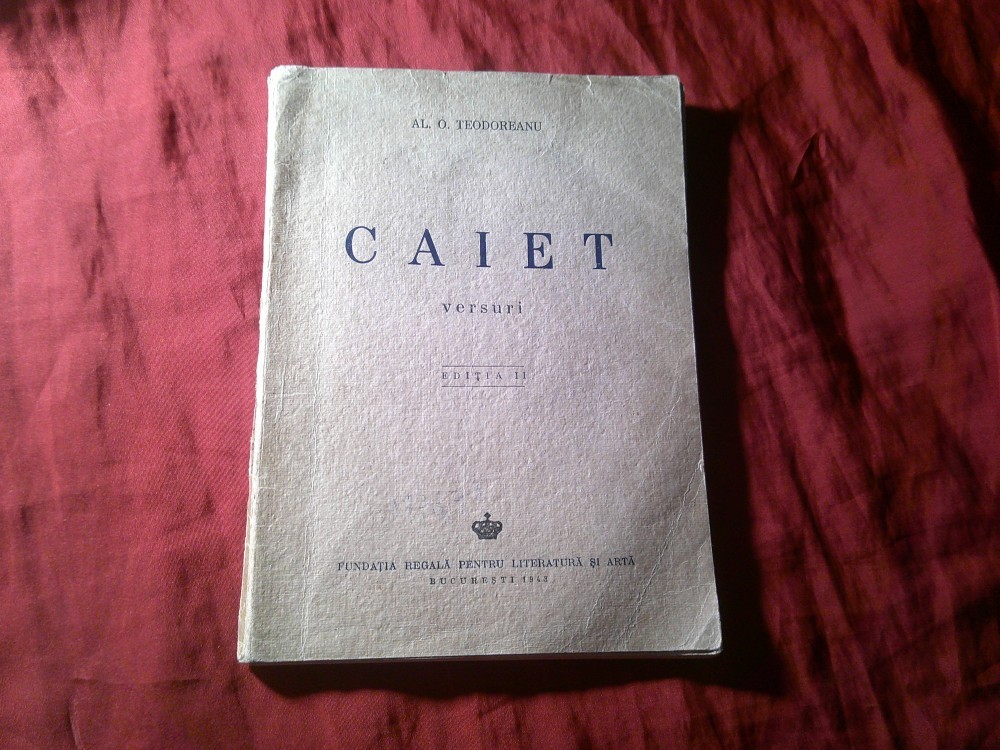 AL. O. TEODOREANU
CAIET
versuri
EDIȚIA II
FUNDAȚIA REGALĂ PENTRU LITERATURĂ ȘI ARTĂ
BUCUREȘTI 1943